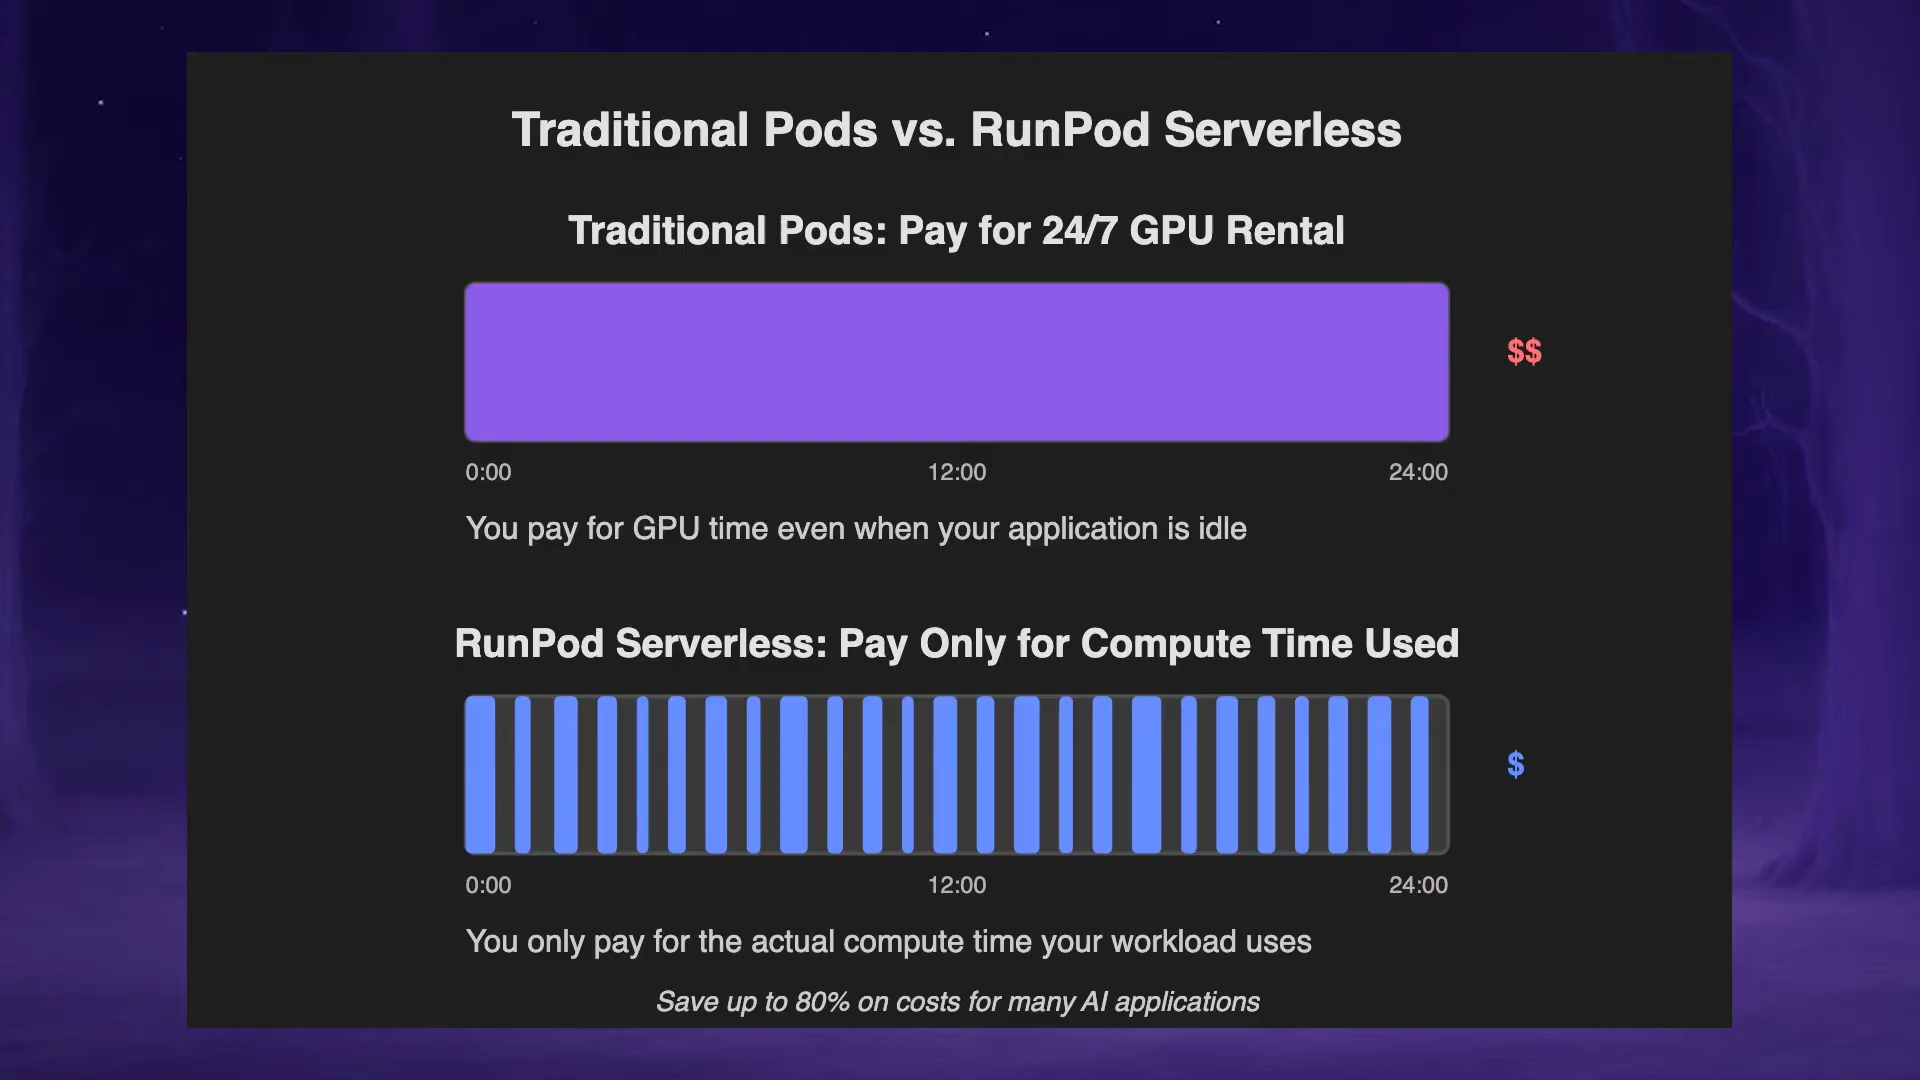 Traditional Pods vs. RunPod Serverless
Traditional Pods: Pay for 24/7 GPU Rental
$$
0:00 12:00 24:00
You pay for GPU time even when your application is idle
RunPod Serverless: Pay Only for Compute Time Used
$
0:00 12:00 24:00
You only pay for the actual compute time your workload uses
Save up to 80% on costs for many AI applications